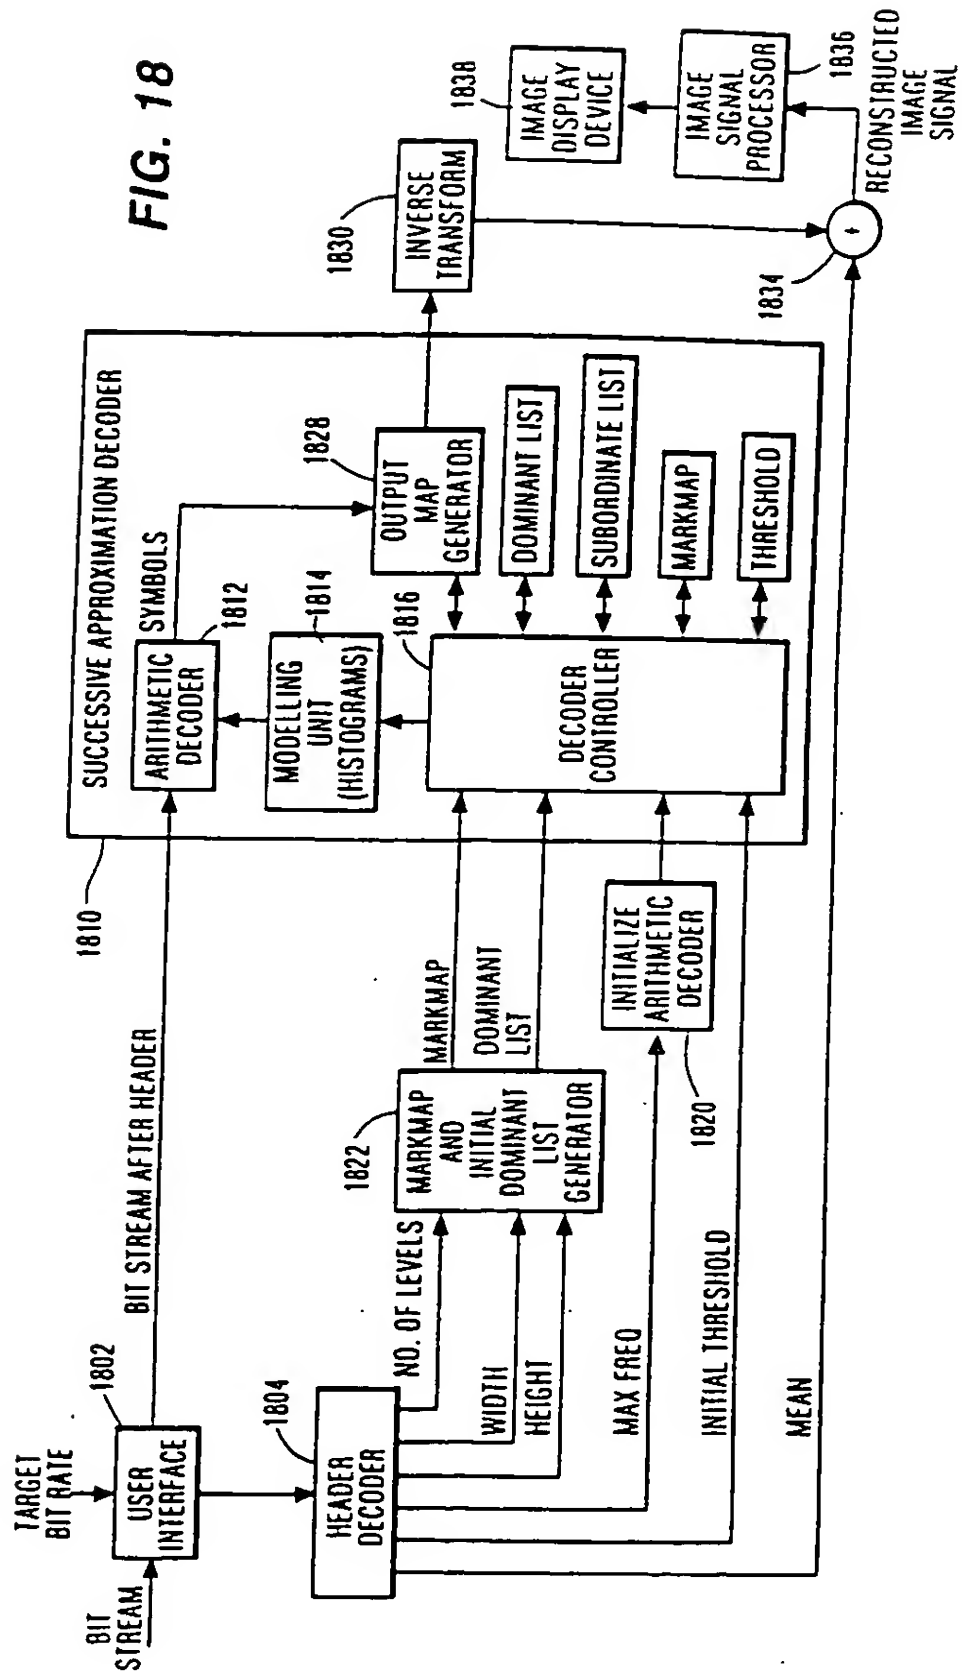 FIG. 18
TARGET
BIT RATE
BIT
STREAM
1802
USER
INTERFACE
BIT STREAM AFTER HEADER
1804
HEADER
DECODER
NO. OF LEVELS
WIDTH
HEIGHT
MAX FREQ
INITIAL THRESHOLD
MEAN
1822
MARKMAP
AND
INITIAL
DOMINANT
LIST
GENERATOR
MARKMAP
DOMINANT
LIST
INITIALIZE
ARITHMETIC
DECODER
1820
1810
SUCCESSIVE APPROXIMATION DECODER
ARITHMETIC
DECODER
1812
SYMBOLS
MODELLING
UNIT
(HISTOGRAMS)
1814
1816
DECODER
CONTROLLER
1828
OUTPUT
MAP
GENERATOR
DOMINANT LIST
SUBORDINATE LIST
MARKMAP
THRESHOLD
1830
INVERSE
TRANSFORM
1834
+
RECONSTRUCTED
IMAGE
SIGNAL
1836
IMAGE
SIGNAL
PROCESSOR
1838
IMAGE
DISPLAY
DEVICE